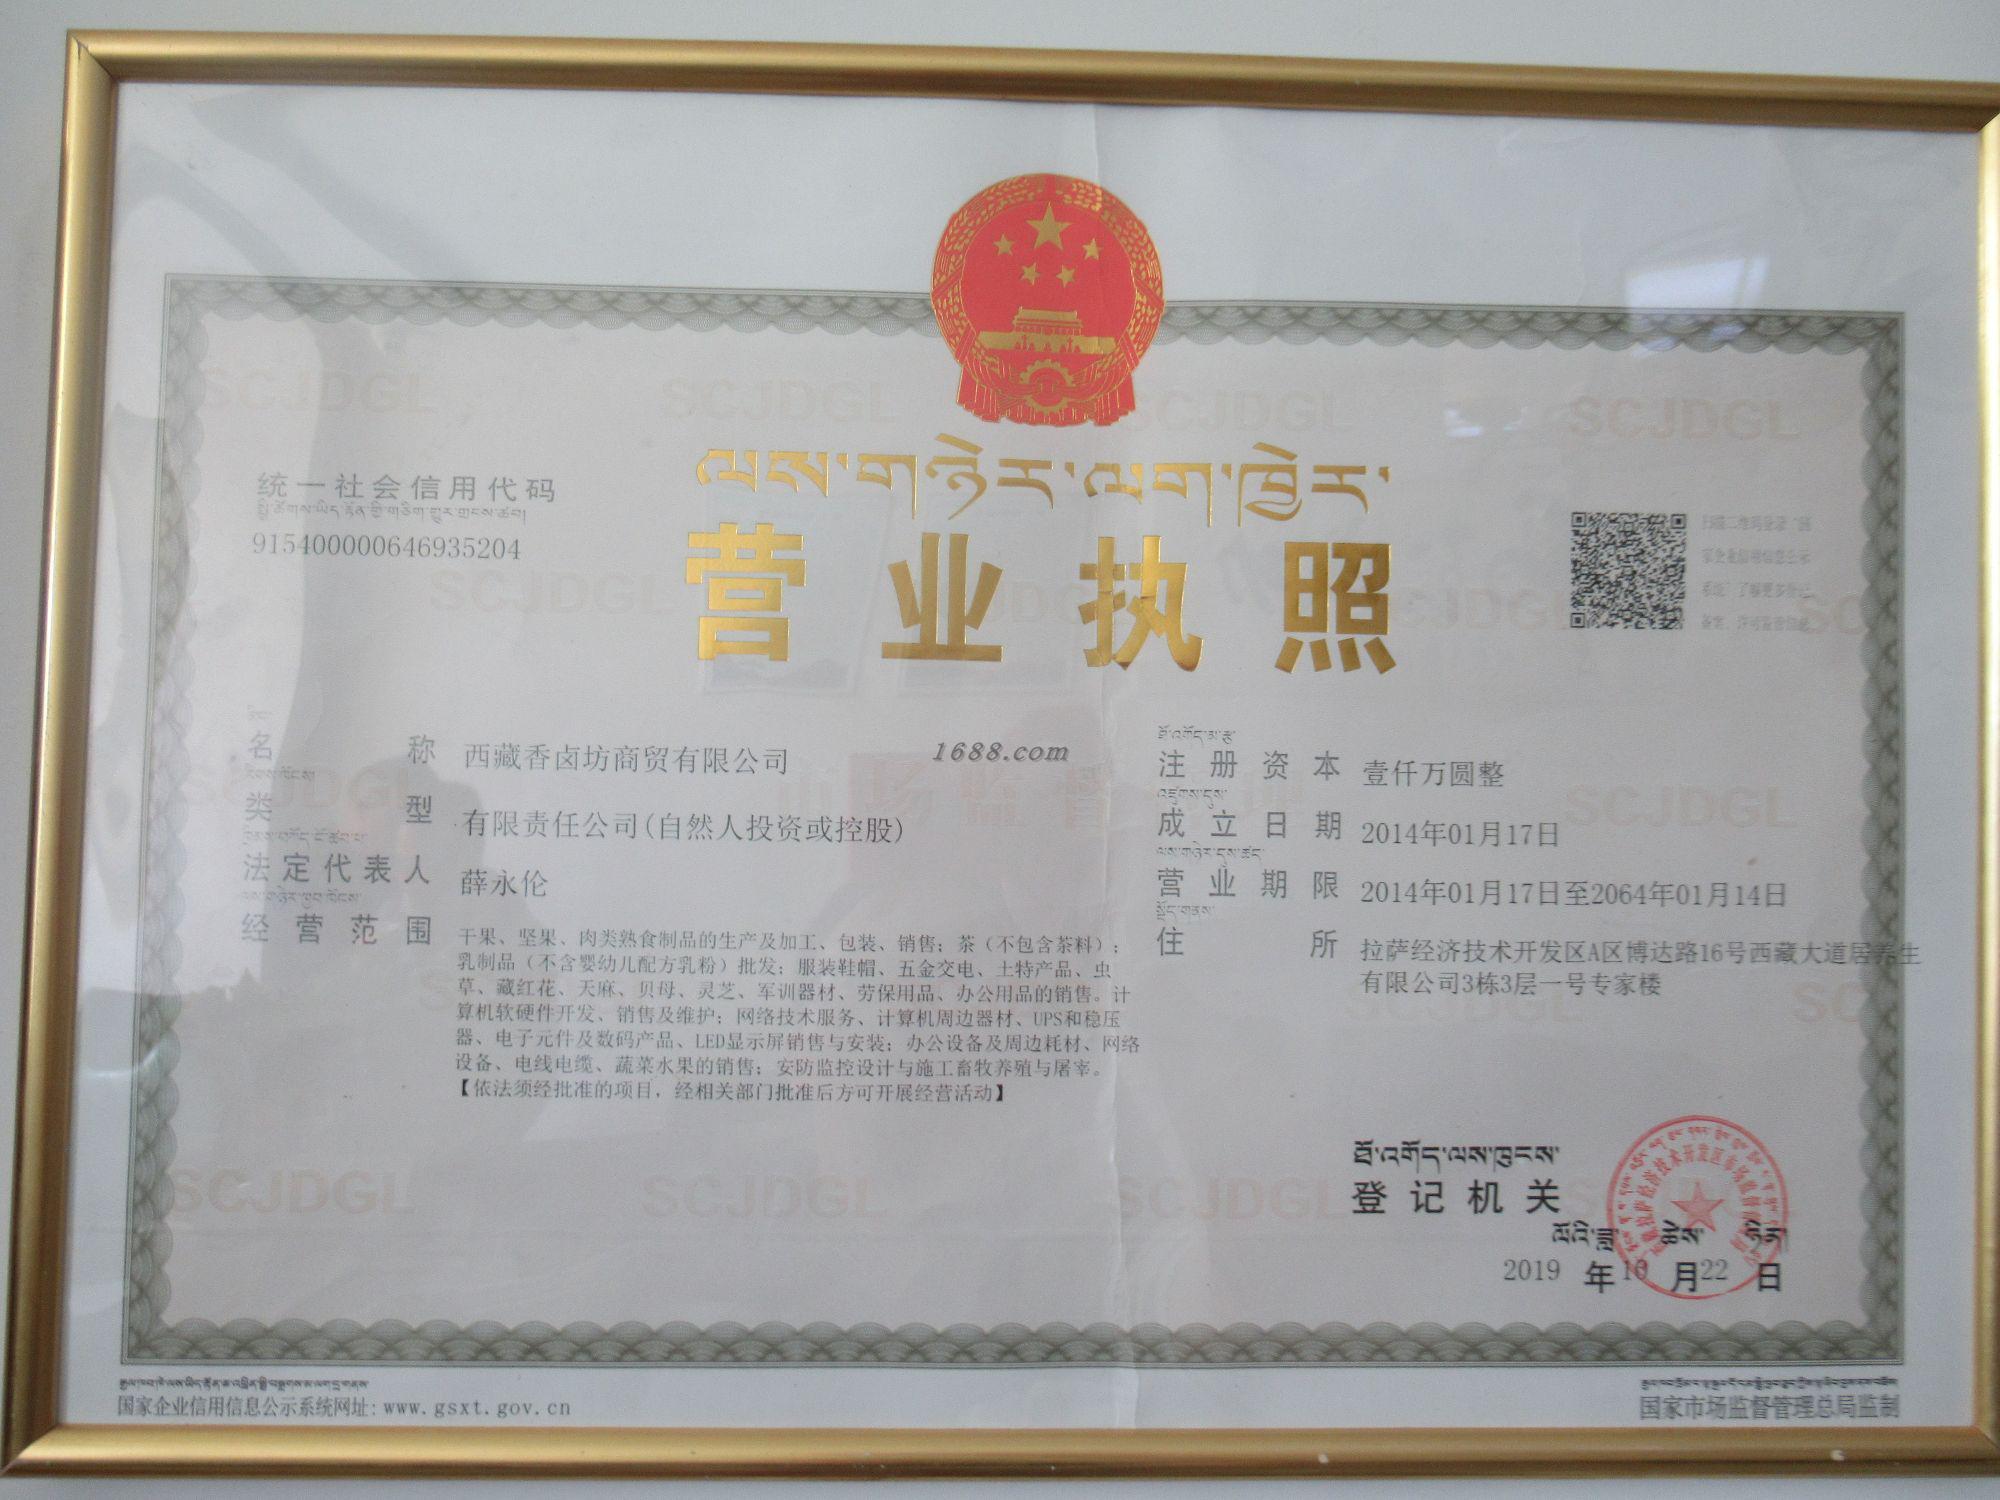 ལས་གཉེར་ལག་ཁྱེར་
营业执照
统一社会信用代码
915400000646935204
名称 西藏香卤坊商贸有限公司
1688.com
类型 有限责任公司(自然人投资或控股)
法定代表人 薛永伦
经营范围 干果、坚果、肉类熟食制品的生产及加工、包装、销售；茶（不包含茶料）；
乳制品（不含婴幼儿配方乳粉）批发；服装鞋帽、五金交电、土特产品、虫
草、藏红花、天麻、贝母、灵芝、军训器材、劳保用品、办公用品的销售。计
算机软硬件开发、销售及维护；网络技术服务、计算机周边器材、UPS和稳压
器、电子元件及数码产品、LED显示屏销售与安装；办公设备及周边耗材、网络
设备、电线电缆、蔬菜水果的销售；安防监控设计与施工畜牧养殖与屠宰。
【依法须经批准的项目，经相关部门批准后方可开展经营活动】
注册资本 壹仟万圆整
成立日期 2014年01月17日
营业期限 2014年01月17日至2064年01月14日
住所 拉萨经济技术开发区A区博达路16号西藏大道居养生
有限公司3栋3层一号专家楼
ཐོ་འགོད་ལས་ཁུངས་
登记机关
2019 年 10 月 22 日
国家企业信用信息公示系统网址：www.gsxt.gov.cn
国家市场监督管理总局监制